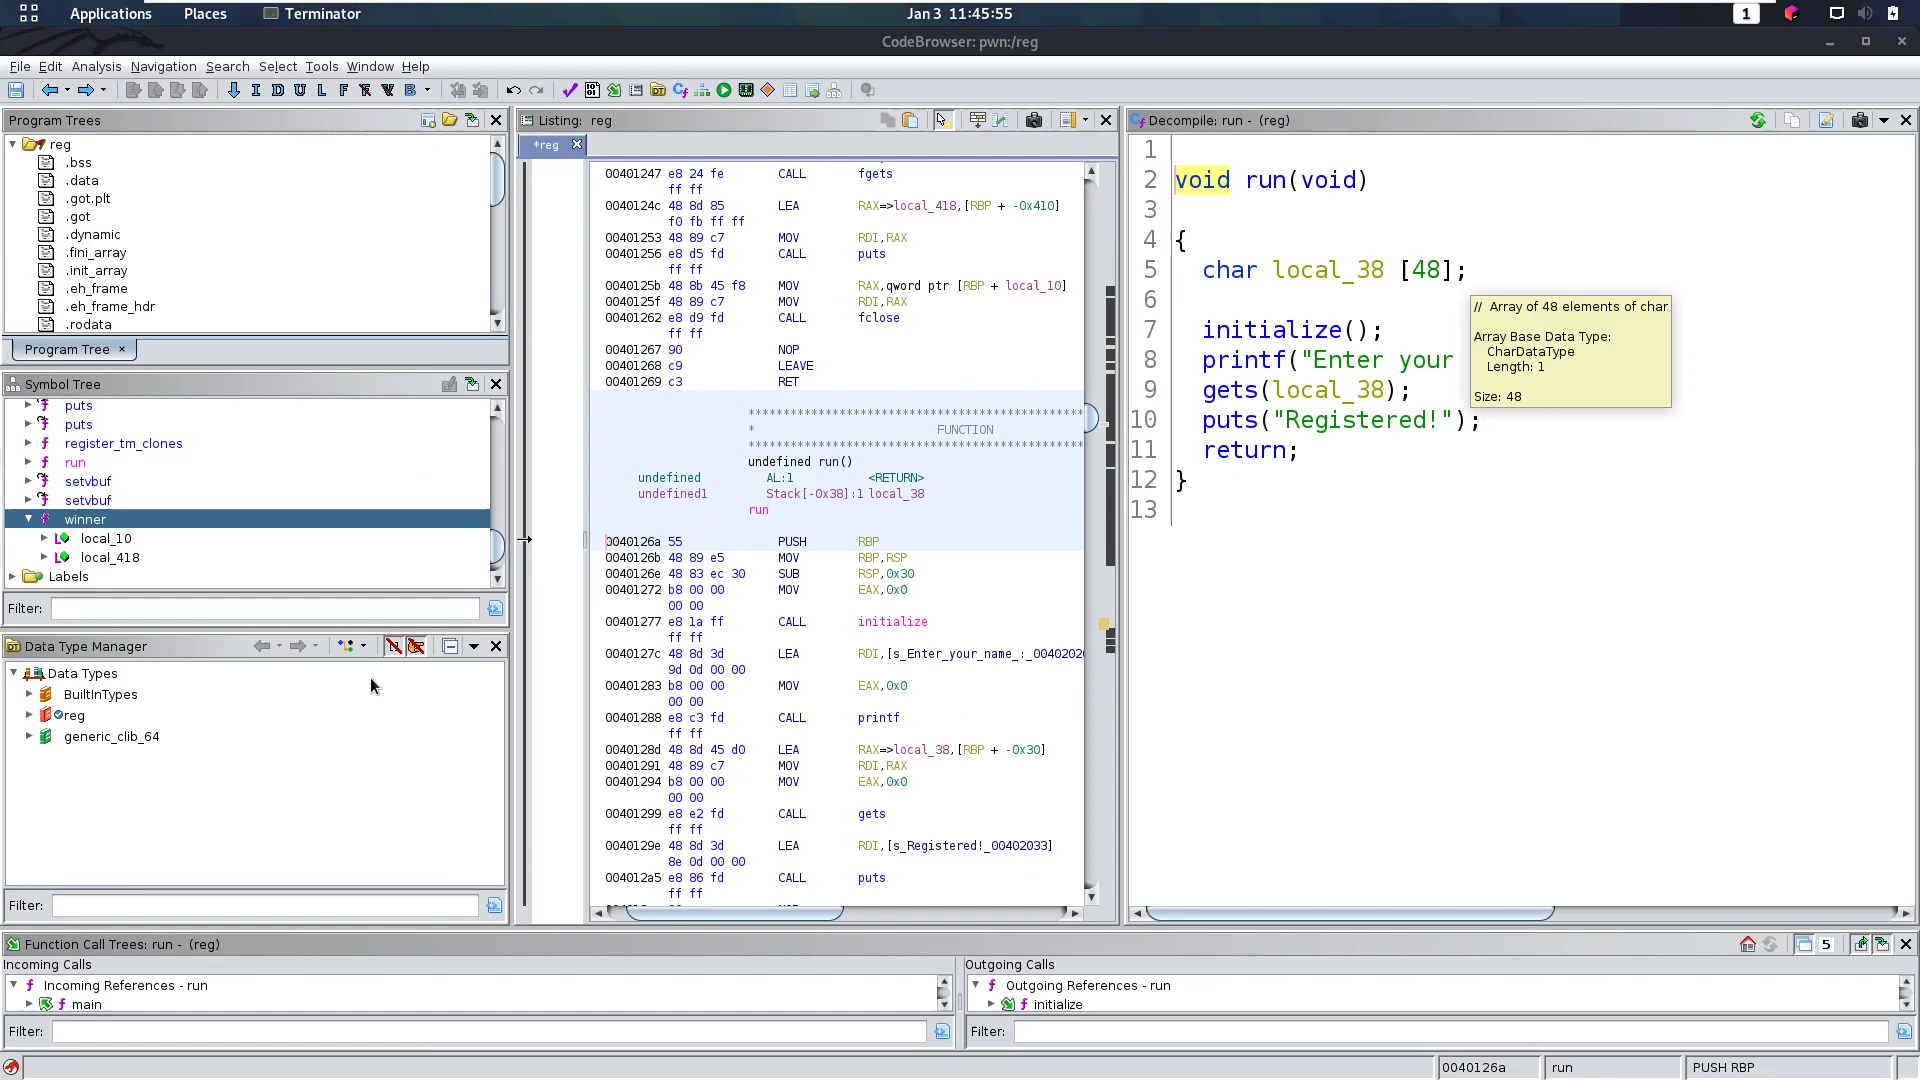 Applications Places Terminator Jan 3 11:45:55 1
CodeBrowser: pwn:/reg
File Edit Analysis Navigation Search Select Tools Window Help
Program Trees
reg
.bss
.data
.got.plt
.got
.dynamic
.fini_array
.init_array
.eh_frame
.eh_frame_hdr
.rodata
Program Tree ×
Symbol Tree
puts
puts
register_tm_clones
run
setvbuf
setvbuf
winner
local_10
local_418
Labels
Filter:
Data Type Manager
Data Types
BuiltInTypes
reg
generic_clib_64
Filter:
Listing: reg
*reg
00401247 e8 24 fe CALL fgets
ff ff
0040124c 48 8d 85 LEA RAX=>local_418,[RBP + -0x410]
f0 fb ff ff
00401253 48 89 c7 MOV RDI,RAX
00401256 e8 d5 fd CALL puts
ff ff
0040125b 48 8b 45 f8 MOV RAX,qword ptr [RBP + local_10]
0040125f 48 89 c7 MOV RDI,RAX
00401262 e8 d9 fd CALL fclose
ff ff
00401267 90 NOP
00401268 c9 LEAVE
00401269 c3 RET
************************************************
* FUNCTION
************************************************
undefined run()
undefined AL:1 <RETURN>
undefined1 Stack[-0x38]:1 local_38
run
0040126a 55 PUSH RBP
0040126b 48 89 e5 MOV RBP,RSP
0040126e 48 83 ec 30 SUB RSP,0x30
00401272 b8 00 00 MOV EAX,0x0
00 00
00401277 e8 1a ff CALL initialize
ff ff
0040127c 48 8d 3d LEA RDI,[s_Enter_your_name_:_0040202
9d 0d 00 00
00401283 b8 00 00 MOV EAX,0x0
00 00
00401288 e8 c3 fd CALL printf
ff ff
0040128d 48 8d 45 d0 LEA RAX=>local_38,[RBP + -0x30]
00401291 48 89 c7 MOV RDI,RAX
00401294 b8 00 00 MOV EAX,0x0
00 00
00401299 e8 e2 fd CALL gets
ff ff
0040129e 48 8d 3d LEA RDI,[s_Registered!_00402033]
8e 0d 00 00
004012a5 e8 86 fd CALL puts
ff ff
Decompile: run - (reg)
1
2 void run(void)
3
4 {
5 char local_38 [48];
6
7 initialize();
8 printf("Enter your
9 gets(local_38);
10 puts("Registered!");
11 return;
12 }
13
// Array of 48 elements of char
Array Base Data Type:
CharDataType
Length: 1
Size: 48
Function Call Trees: run - (reg)
5
Incoming Calls
Incoming References - run
main
Filter:
Outgoing Calls
Outgoing References - run
initialize
Filter:
0040126a run PUSH RBP